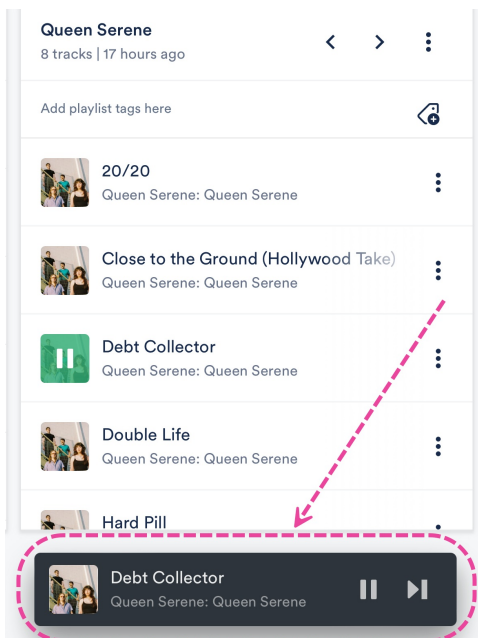 Queen Serene
8 tracks | 17 hours ago
Add playlist tags here
20/20
Queen Serene: Queen Serene
Close to the Ground (Hollywood Take)
Queen Serene: Queen Serene
Debt Collector
Queen Serene: Queen Serene
Double Life
Queen Serene: Queen Serene
Hard Pill
Debt Collector
Queen Serene: Queen Serene